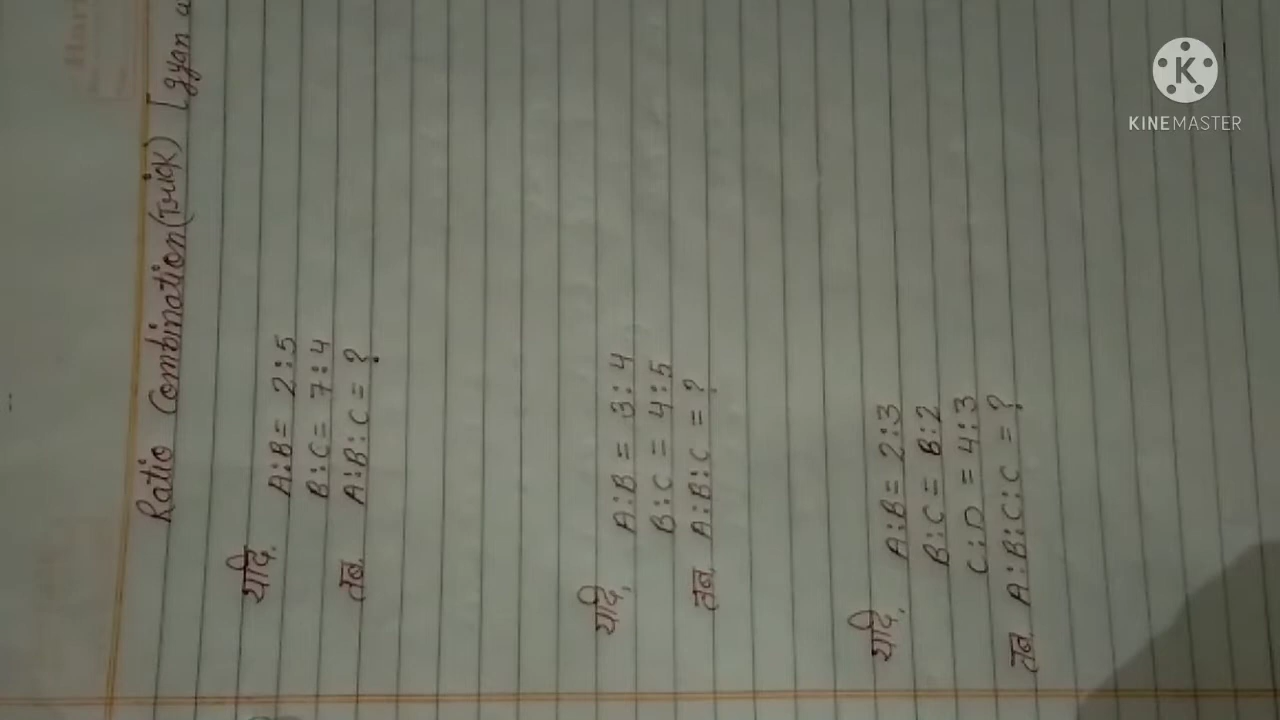 Ratio Combination (Trick) [gyan a
यदि,
A:B = 2:5
B:C = 7:4
तब, A:B:C = ?
यदि,
A:B = 3:4
B:C = 4:5
तब, A:B:C = ?
यदि,
A:B = 2:3
B:C = B:2
C:D = 4:3
तब, A:B:C:C = ?
KINEMASTER